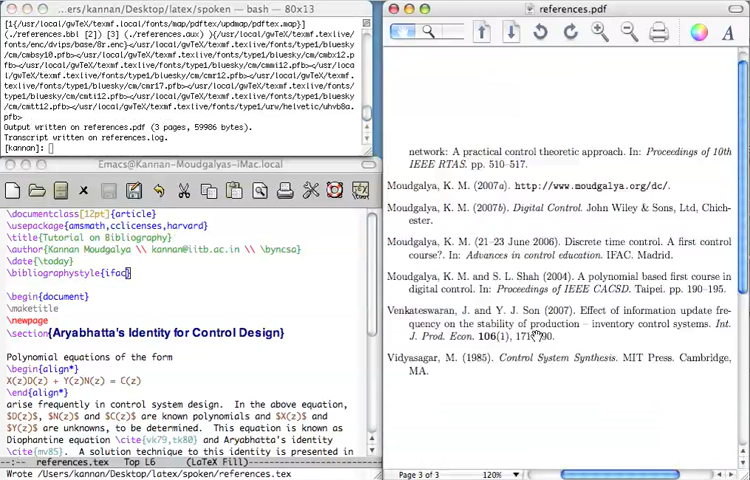 ...ers/kannan/Desktop/latex/spoken — bash — 80x13
[1{/usr/local/gwTeX/texmf.local/fonts/map/pdftex/updmap/pdftex.map}]
(./references.bbl [2]) [3] (./references.aux) ){/usr/local/gwTeX/texmf.texlive/
fonts/enc/dvips/base/8r.enc}</usr/local/gwTeX/texmf.texlive/fonts/type1/bluesky
/cm/cmbsy10.pfb></usr/local/gwTeX/texmf.texlive/fonts/type1/bluesky/cm/cmbx12.p
fb></usr/local/gwTeX/texmf.texlive/fonts/type1/bluesky/cm/cmmi12.pfb></usr/loca
l/gwTeX/texmf.texlive/fonts/type1/bluesky/cm/cmr12.pfb></usr/local/gwTeX/texmf.
texlive/fonts/type1/bluesky/cm/cmr17.pfb></usr/local/gwTeX/texmf.texlive/fonts/
type1/bluesky/cm/cmti12.pfb></usr/local/gwTeX/texmf.texlive/fonts/type1/bluesky
/cm/cmtt12.pfb></usr/local/gwTeX/texmf.texlive/fonts/type1/urw/helvetic/uhvb8a.
pfb>
Output written on references.pdf (3 pages, 59986 bytes).
Transcript written on references.log.
[kannan]:
Emacs@Kannan-Moudgalyas-iMac.local
\documentclass[12pt]{article}
\usepackage{amsmath,cclicenses,harvard}
\title{Tutorial on Bibliography}
\author{Kannan Moudgalya \\ kannan@iitb.ac.in \\ \byncsa}
\date{\today}
\bibliographystyle{ifac}
\begin{document}
\maketitle
\newpage
\section{Aryabhatta's Identity for Control Design}
Polynomial equations of the form
\begin{align*}
X(z)D(z) + Y(z)N(z) = C(z)
\end{align*}
arise frequently in control system design. In the above equation,
$D(z)$, $N(z)$ and $C(z)$ are known polynomials and $X(z)$ and
$Y(z)$ are unknowns, to be determined. This equation is known as
Diophantine equation \cite{vk79,tk80} and Aryabhatta's identity
\cite{mv85}. A solution technique to this identity is presented in
references.tex Top L6 (LaTeX Fill)
Wrote /Users/kannan/Desktop/latex/spoken/references.tex
references.pdf
network: A practical control theoretic approach. In: Proceedings of 10th
IEEE RTAS. pp. 510–517.
Moudgalya, K. M. (2007a). http://www.moudgalya.org/dc/.
Moudgalya, K. M. (2007b). Digital Control. John Wiley & Sons, Ltd, Chich-
ester.
Moudgalya, K. M. (21–23 June 2006). Discrete time control. A first control
course?. In: Advances in control education. IFAC. Madrid.
Moudgalya, K. M. and S. L. Shah (2004). A polynomial based first course in
digital control. In: Proceedings of IEEE CACSD. Taipei. pp. 190–195.
Venkateswaran, J. and Y. J. Son (2007). Effect of information update fre-
quency on the stability of production – inventory control systems. Int.
J. Prod. Econ. 106(1), 171–190.
Vidyasagar, M. (1985). Control System Synthesis. MIT Press. Cambridge,
MA.
Page 3 of 3 120%